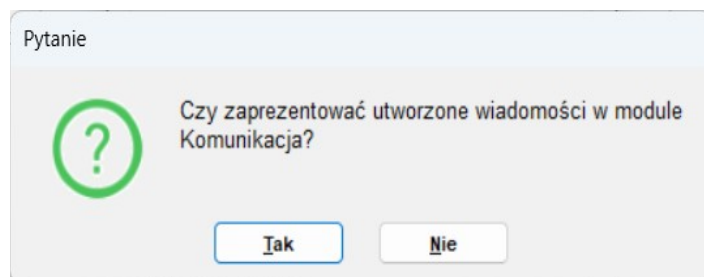 Pytanie
Czy zaprezentować utworzone wiadomości w module
Komunikacja?
Tak
Nie